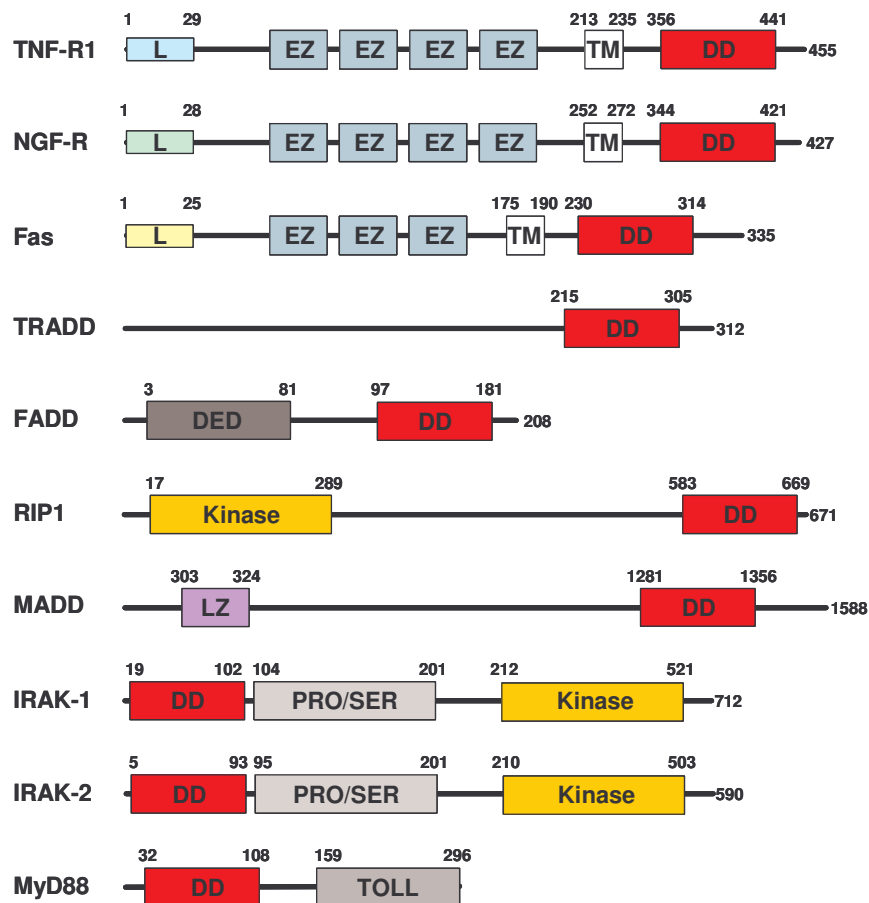 1 29 213 235 356 441
TNF-R1 L EZ EZ EZ EZ TM DD 455
1 28 252 272 344 421
NGF-R L EZ EZ EZ EZ TM DD 427
1 25 175 190 230 314
Fas L EZ EZ EZ TM DD 335
215 305
TRADD DD 312
3 81 97 181
FADD DED DD 208
17 289 583 669
RIP1 Kinase DD 671
303 324 1281 1356
MADD LZ DD 1588
19 102 104 201 212 521
IRAK-1 DD PRO/SER Kinase 712
5 93 95 201 210 503
IRAK-2 DD PRO/SER Kinase 590
32 108 159 296
MyD88 DD TOLL